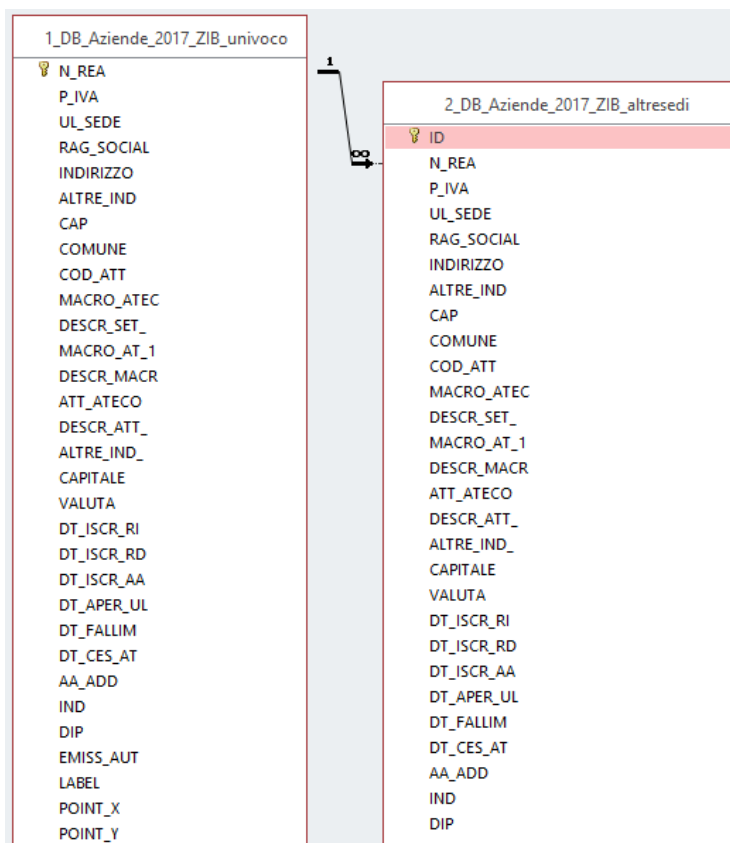 1_DB_Aziende_2017_ZIB_univoco
N_REA
P_IVA
UL_SEDE
RAG_SOCIAL
INDIRIZZO
ALTRE_IND
CAP
COMUNE
COD_ATT
MACRO_ATEC
DESCR_SET_
MACRO_AT_1
DESCR_MACR
ATT_ATECO
DESCR_ATT_
ALTRE_IND_
CAPITALE
VALUTA
DT_ISCR_RI
DT_ISCR_RD
DT_ISCR_AA
DT_APER_UL
DT_FALLIM
DT_CES_AT
AA_ADD
IND
DIP
EMISS_AUT
LABEL
POINT_X
POINT_Y
1
∞
2_DB_Aziende_2017_ZIB_altresedi
ID
N_REA
P_IVA
UL_SEDE
RAG_SOCIAL
INDIRIZZO
ALTRE_IND
CAP
COMUNE
COD_ATT
MACRO_ATEC
DESCR_SET_
MACRO_AT_1
DESCR_MACR
ATT_ATECO
DESCR_ATT_
ALTRE_IND_
CAPITALE
VALUTA
DT_ISCR_RI
DT_ISCR_RD
DT_ISCR_AA
DT_APER_UL
DT_FALLIM
DT_CES_AT
AA_ADD
IND
DIP